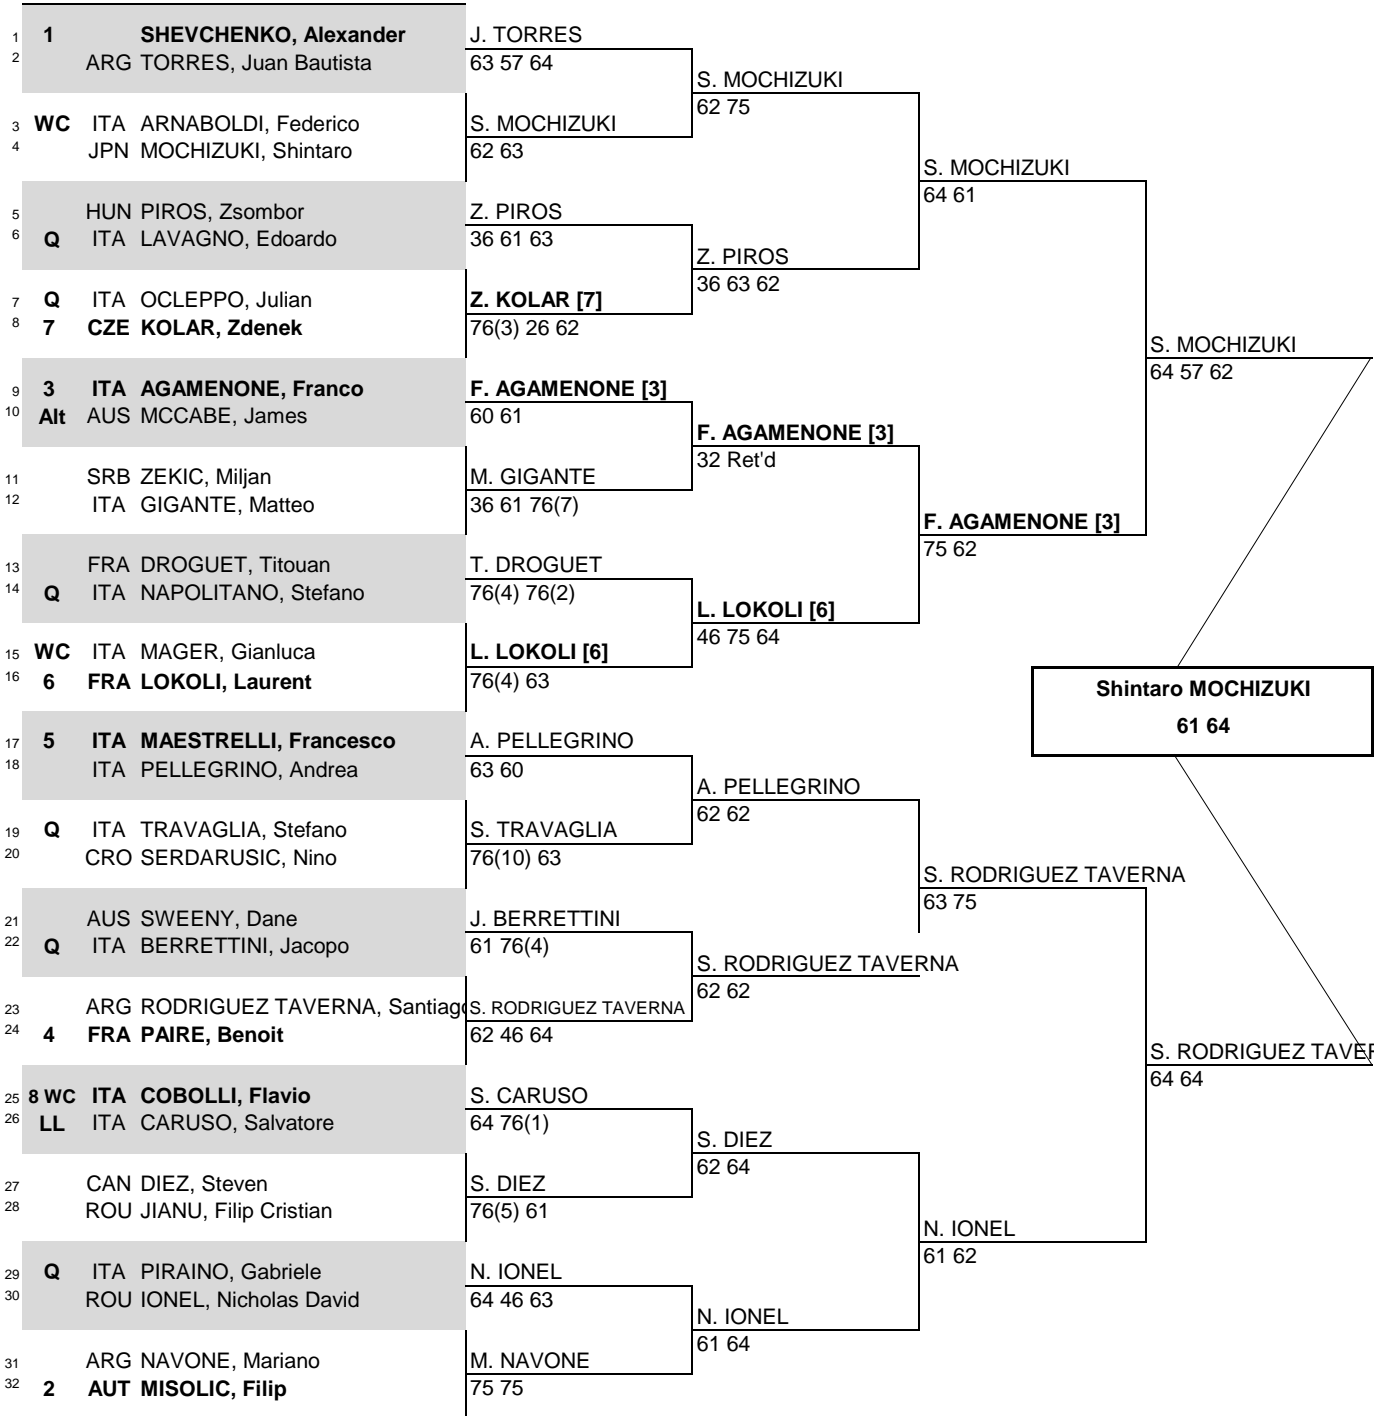 1 1 SHEVCHENKO, Alexander
2 ARG TORRES, Juan Bautista
3 WC ITA ARNABOLDI, Federico
4 JPN MOCHIZUKI, Shintaro
5 HUN PIROS, Zsombor
6 Q ITA LAVAGNO, Edoardo
7 Q ITA OCLEPPO, Julian
8 7 CZE KOLAR, Zdenek
9 3 ITA AGAMENONE, Franco
10 Alt AUS MCCABE, James
11 SRB ZEKIC, Miljan
12 ITA GIGANTE, Matteo
13 FRA DROGUET, Titouan
14 Q ITA NAPOLITANO, Stefano
15 WC ITA MAGER, Gianluca
16 6 FRA LOKOLI, Laurent
17 5 ITA MAESTRELLI, Francesco
18 ITA PELLEGRINO, Andrea
19 Q ITA TRAVAGLIA, Stefano
20 CRO SERDARUSIC, Nino
21 AUS SWEENY, Dane
22 Q ITA BERRETTINI, Jacopo
23 ARG RODRIGUEZ TAVERNA, Santiago
24 4 FRA PAIRE, Benoit
25 8 WC ITA COBOLLI, Flavio
26 LL ITA CARUSO, Salvatore
27 CAN DIEZ, Steven
28 ROU JIANU, Filip Cristian
29 Q ITA PIRAINO, Gabriele
30 ROU IONEL, Nicholas David
31 ARG NAVONE, Mariano
32 2 AUT MISOLIC, Filip
J. TORRES
63 57 64
S. MOCHIZUKI
62 63
Z. PIROS
36 61 63
Z. KOLAR [7]
76(3) 26 62
F. AGAMENONE [3]
60 61
M. GIGANTE
36 61 76(7)
T. DROGUET
76(4) 76(2)
L. LOKOLI [6]
76(4) 63
A. PELLEGRINO
63 60
S. TRAVAGLIA
76(10) 63
J. BERRETTINI
61 76(4)
S. RODRIGUEZ TAVERNA
62 46 64
S. CARUSO
64 76(1)
S. DIEZ
76(5) 61
N. IONEL
64 46 63
M. NAVONE
75 75
S. MOCHIZUKI
62 75
Z. PIROS
36 63 62
F. AGAMENONE [3]
32 Ret'd
L. LOKOLI [6]
46 75 64
A. PELLEGRINO
62 62
S. RODRIGUEZ TAVERNA
62 62
S. DIEZ
62 64
N. IONEL
61 64
S. MOCHIZUKI
64 61
F. AGAMENONE [3]
75 62
S. RODRIGUEZ TAVERNA
63 75
N. IONEL
61 62
S. MOCHIZUKI
64 57 62
S. RODRIGUEZ TAVER
64 64
Shintaro MOCHIZUKI
61 64